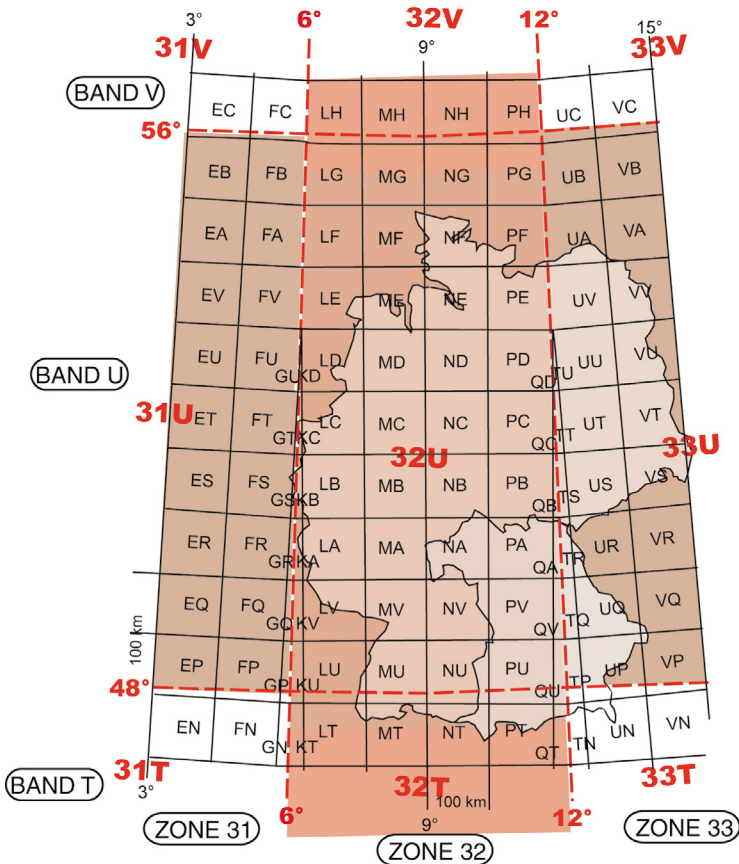 3° 6° 32V 12°
31V 9° 15° 33V
BAND V
EC FC LH MH NH PH UC VC
56°
EB FB LG MG NG PG UB VB
EA FA LF MF NF PF UA VA
EV FV LE ME NE PE UV VV
EU FU LD MD ND PD UU VU
GU KD QD TU
BAND U
31U ET FT LC MC NC PC UT VT
GT KC QC TT
32U 33U
ES FS LB MB NB PB US VS
GS KB QB TS
ER FR LA MA NA PA UR VR
GR KA QA TR
EQ FQ LV MV NV PV UQ VQ
GQ KV QV TQ
100 km
EP FP LU MU NU PU UP VP
GP KU QU TP
48°
EN FN LT MT NT PT UN VN
GN KT QT TN
31T 32T 33T
BAND T
3° 100 km
6° 9° 12°
ZONE 31 ZONE 32 ZONE 33